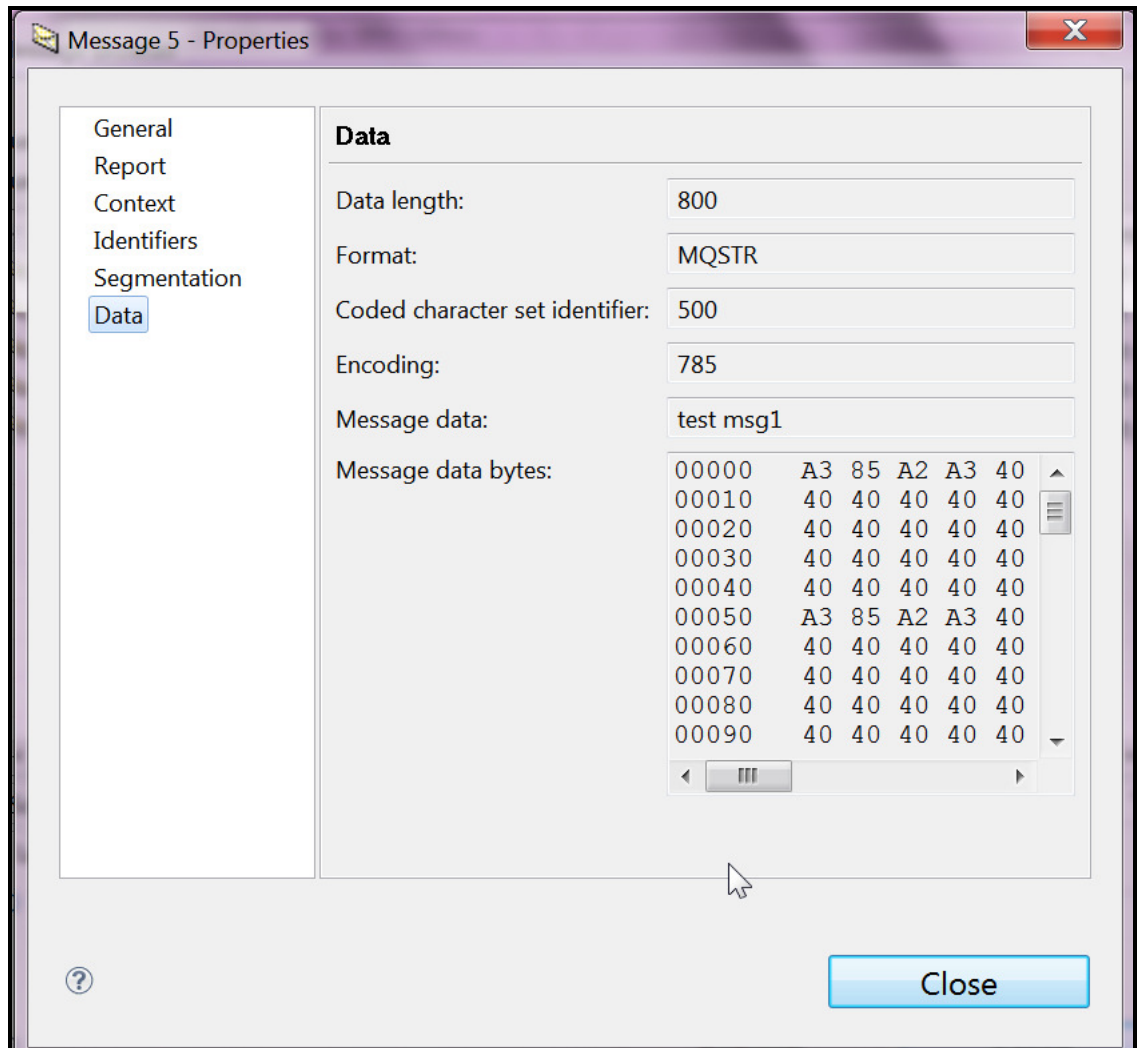 Message 5 - Properties
General
Report
Context
Identifiers
Segmentation
Data
Data
Data length: 800
Format: MQSTR
Coded character set identifier: 500
Encoding: 785
Message data: test msg1
Message data bytes:
00000 A3 85 A2 A3 40
00010 40 40 40 40 40
00020 40 40 40 40 40
00030 40 40 40 40 40
00040 40 40 40 40 40
00050 A3 85 A2 A3 40
00060 40 40 40 40 40
00070 40 40 40 40 40
00080 40 40 40 40 40
00090 40 40 40 40 40
?
Close